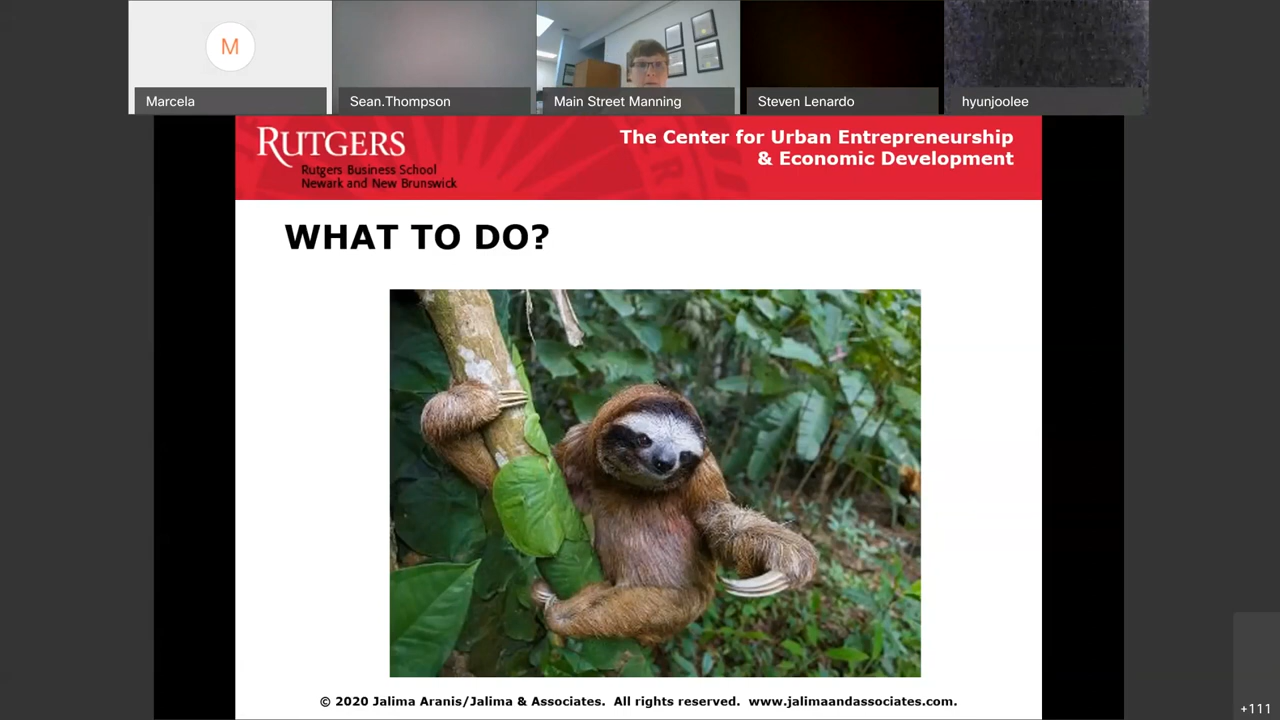 M
Marcela
Sean.Thompson
Main Street Manning
Steven Lenardo
hyunjoolee
RUTGERS
Rutgers Business School
Newark and New Brunswick
The Center for Urban Entrepreneurship
& Economic Development
WHAT TO DO?
© 2020 Jalima Aranis/Jalima & Associates. All rights reserved. www.jalimaandassociates.com.
+111